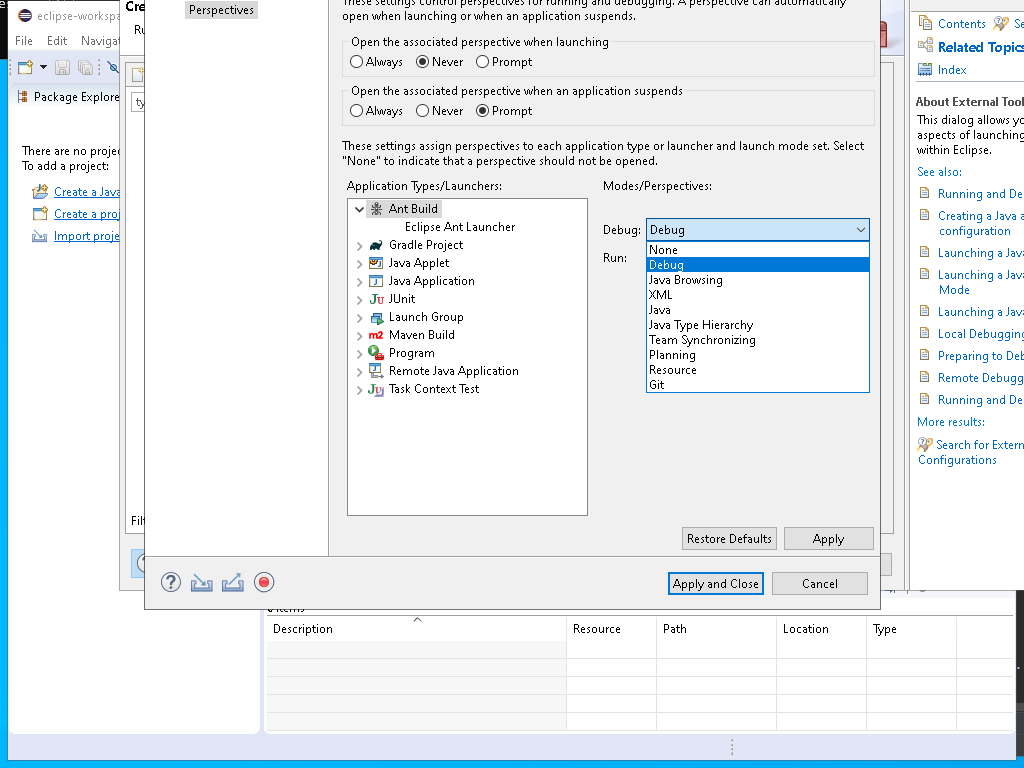 eclipse-workspa
File Edit Navigat
Package Explore
There are no projec
To add a project:
Create a Java
Create a proj
Import proje
Cre
Ru
ty
Filt
Perspectives
These settings control perspectives for running and debugging. A perspective can automatically
open when launching or when an application suspends.
Open the associated perspective when launching
Always Never Prompt
Open the associated perspective when an application suspends
Always Never Prompt
These settings assign perspectives to each application type or launcher and launch mode set. Select
"None" to indicate that a perspective should not be opened.
Application Types/Launchers:
Ant Build
Eclipse Ant Launcher
Gradle Project
Java Applet
Java Application
JUnit
Launch Group
Maven Build
Program
Remote Java Application
Task Context Test
Modes/Perspectives:
Debug: Debug
Run:
None
Debug
Java Browsing
XML
Java
Java Type Hierarchy
Team Synchronizing
Planning
Resource
Git
Restore Defaults Apply
Apply and Close Cancel
Contents Se
Related Topics
Index
About External Tool
This dialog allows yo
aspects of launching
within Eclipse.
See also:
Running and De
Creating a Java a
configuration
Launching a Java
Launching a Java
Mode
Launching a Java
Local Debugging
Preparing to Deb
Remote Debugg
Running and De
More results:
Search for Extern
Configurations
items
Description Resource Path Location Type